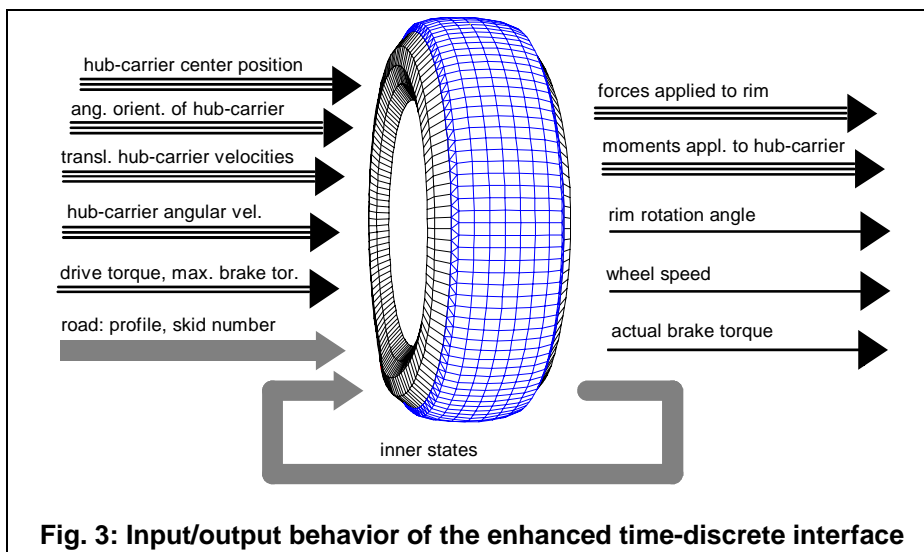 hub-carrier center position
ang. orient. of hub-carrier
transl. hub-carrier velocities
hub-carrier angular vel.
drive torque, max. brake tor.
road: profile, skid number
forces applied to rim
moments appl. to hub-carrier
rim rotation angle
wheel speed
actual brake torque
inner states
Fig. 3: Input/output behavior of the enhanced time-discrete interface